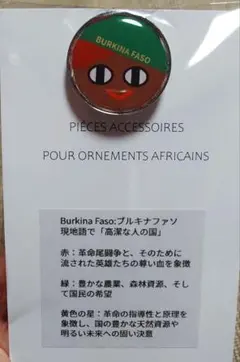 BURKINA FASO
PIÈCES ACCESSOIRES
POUR ORNEMENTS AFRICAINS
Burkina Faso:ブルキナファソ
現地語で「高潔な人の国」
赤：革命尾闘争と、そのために
流された英雄たちの尊い血を象徴
緑：豊かな農業、森林資源、そし
て国民の希望
黄色の星：革命の指導性と原理を
象徴し、国の豊かな天然資源や
明るい未来への固い決意